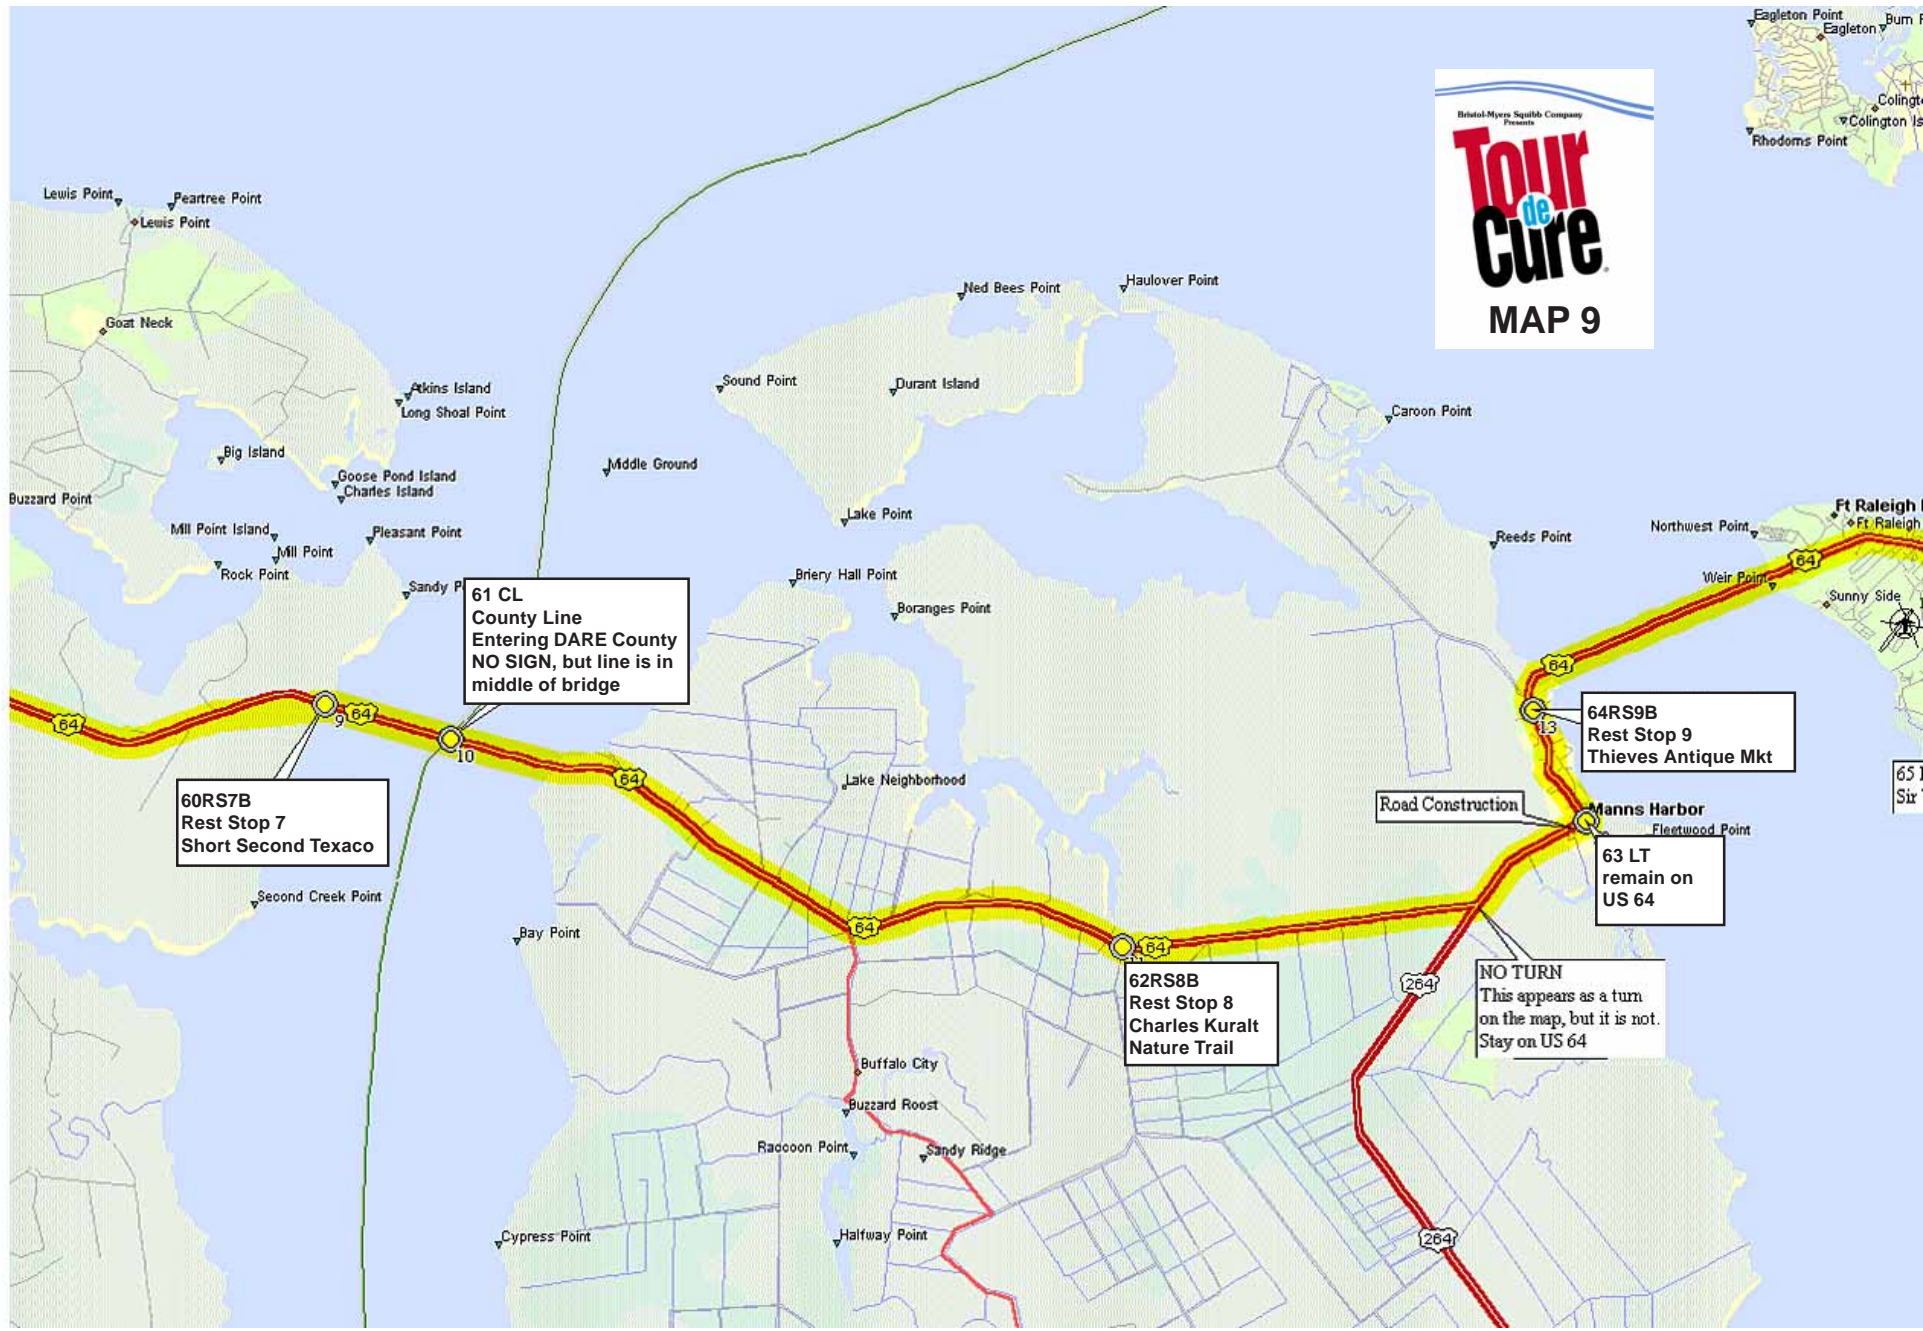 Eagleton Point
Eagleton
Rhodoms Point
Bristol-Myers Squibb Company
Presents
Tour
de
Cure
MAP 9
Lewis Point
Peartree Point
Lewis Point
Goat Neck
Ned Bees Point
Haulover Point
Atkins Island
Long Shoal Point
Sound Point
Durant Island
Caroon Point
Big Island
Middle Ground
Goose Pond Island
Charles Island
Buzzard Point
Lake Point
Mill Point Island
Pleasant Point
Mill Point
Rock Point
Reeds Point
Northwest Point
Ft Raleigh
Ft Raleigh
Weir Point
Sunny Side
Briery Hall Point
Boranges Point
Sandy
61 CL
County Line
Entering DARE County
NO SIGN, but line is in
middle of bridge
64
64
64
64
9
64
10
64
64RS9B
Rest Stop 9
Thieves Antique Mkt
13
60RS7B
Rest Stop 7
Short Second Texaco
Lake Neighborhood
Road Construction
Manns Harbor
Fleetwood Point
65
Sir
63 LT
remain on
US 64
Second Creek Point
Bay Point
64
64
62RS8B
Rest Stop 8
Charles Kuralt
Nature Trail
264
NO TURN
This appears as a turn
on the map, but it is not.
Stay on US 64
Buffalo City
Buzzard Roost
Raccoon Point
Sandy Ridge
Cypress Point
Halfway Point
264